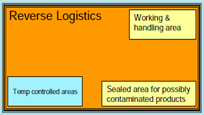 Reverse Logistics
Working &
handling area
Temp controlled areas
Sealed area for possibly
contaminated products